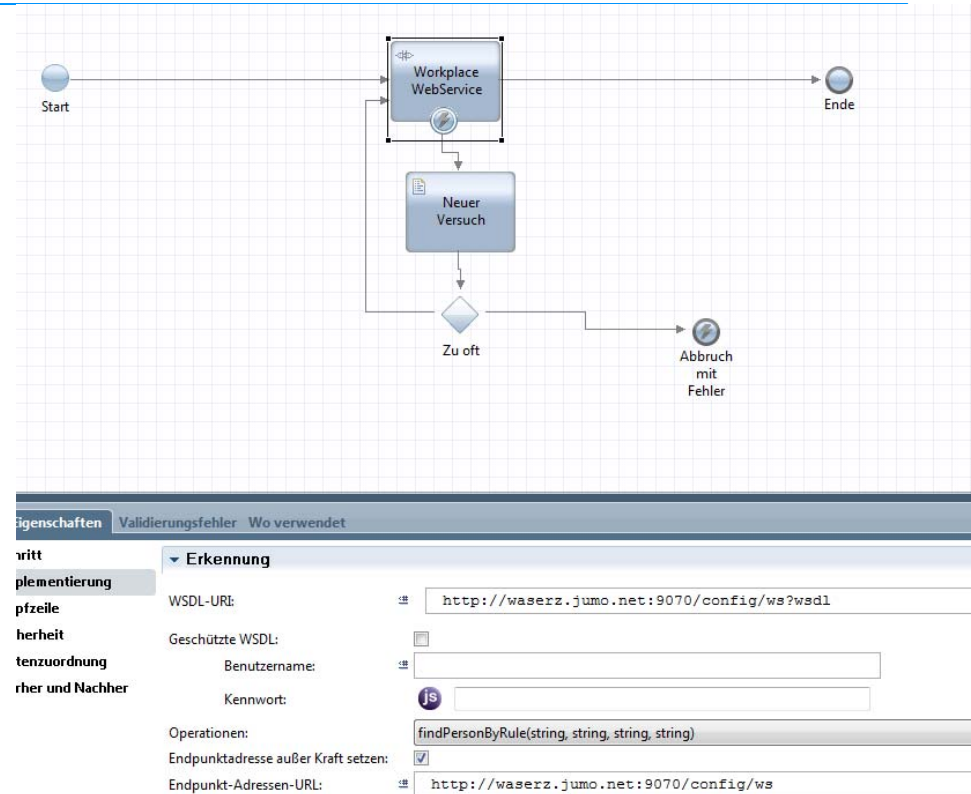 Start
Workplace
WebService
Ende
Neuer
Versuch
Zu oft
Abbruch
mit
Fehler
Eigenschaften Validierungsfehler Wo verwendet
hritt
plementierung
pfzeile
herheit
tenzuordnung
rher und Nachher
Erkennung
WSDL-URI: http://waserz.jumo.net:9070/config/ws?wsdl
Geschützte WSDL:
Benutzername:
Kennwort: js
Operationen: findPersonByRule(string, string, string, string)
Endpunktadresse außer Kraft setzen:
Endpunkt-Adressen-URL: http://waserz.jumo.net:9070/config/ws